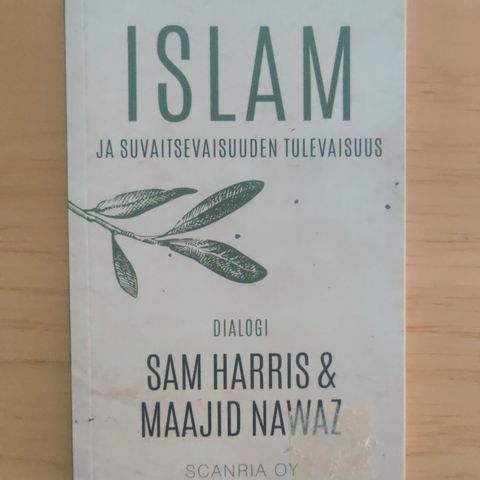 ISLAM
JA SUVAITSEVAISUUDEN TULEVAISUUS
DIALOGI
SAM HARRIS &
MAAJID NAWAZ
SCANRIA OY